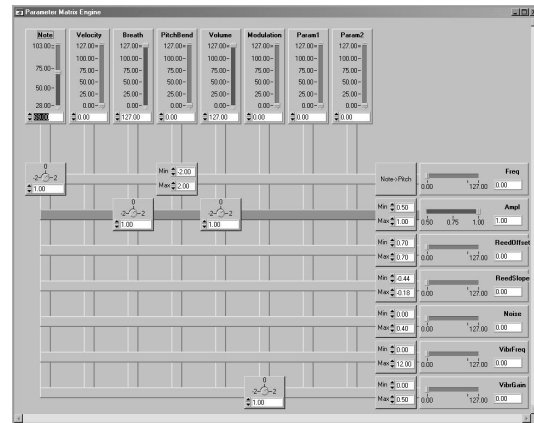 Parameter Matrix Engine
Note Velocity Breath PitchBend Volume Modulation Param1 Param2
103.00 127.00 127.00 127.00 127.00 127.00 127.00 127.00
100.00 100.00 100.00 100.00 100.00 100.00 100.00
75.00 75.00 75.00 75.00 75.00 75.00 75.00 75.00
50.00 50.00 50.00 50.00 50.00 50.00 50.00 50.00
25.00 25.00 25.00 25.00 25.00 25.00 25.00
28.00 0.00 0.00 0.00 0.00 0.00 0.00 0.00
0.00 127.00 0.00 127.00 0.00 0.00 0.00
0 Min -2.00 Freq
-2 2 Note->Pitch
1.00 Max 2.00 0.00 127.00 0.00
0 0 Min 0.50 Ampl
-2 2 -2 2
1.00 1.00 Max 1.00 0.50 0.75 1.00 1.00
Min 0.70 ReedOffset
Max 0.70 0.00 127.00 0.00
Min -0.44 ReedSlope
Max -0.18 0.00 127.00 0.00
Min 0.00 Noise
Max 0.40 0.00 127.00 0.00
Min 0.00 VibrFreq
Max 12.00 0.00 127.00 0.00
0 Min 0.00 VibrGain
-2 2
1.00 Max 0.50 0.00 127.00 0.00